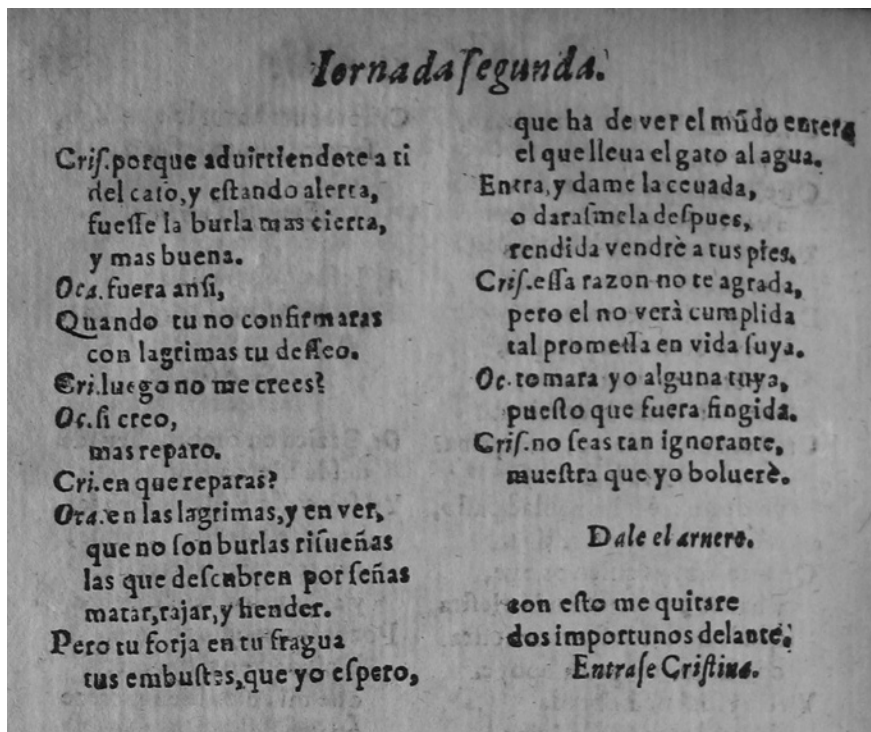 Iornada ſegunda.
Criſ. porque aduirtiendote a ti
del caſo, y eſtando alerta,
fueſſe la burla mas cierta,
y mas buena.
Oca. fuera anſi,
Quando tu no confirmaras
con lagrimas tu deſſeo.
Cri. luego no me crees?
Oc. ſi creo,
mas reparo.
Cri. en que reparas?
Oca. en las lagrimas, y en ver,
que no ſon burlas riſueñas
las que deſcubren por ſeñas
matar, rajar, y hender.
Pero tu forja en tu fragua
tus embuſtes, que yo eſpero,
que ha de ver el mũdo entero
el que lleua el gato al agua.
Entra, y dame la ceuada,
o daraſmela deſpues,
rendida vendrè a tus pies.
Criſ. eſſa razon no te agrada,
pero el no verà cumplida
tal promeſſa en vida ſuya.
Oc. tomara yo alguna tuya,
pueſto que fuera fingida.
Criſ. no ſeas tan ignorante,
mueſtra que yo boluerè.
Dale el arnero.
con eſto me quitare
dos importunos delante.
Entraſe Criſtina.